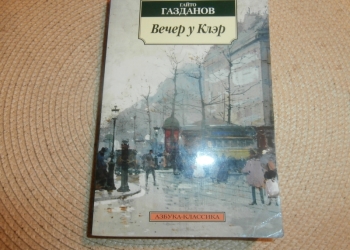 ГАЙТО
ГАЗДАНОВ
Вечер у Клэр
АЗБУКА-КЛАССИКА